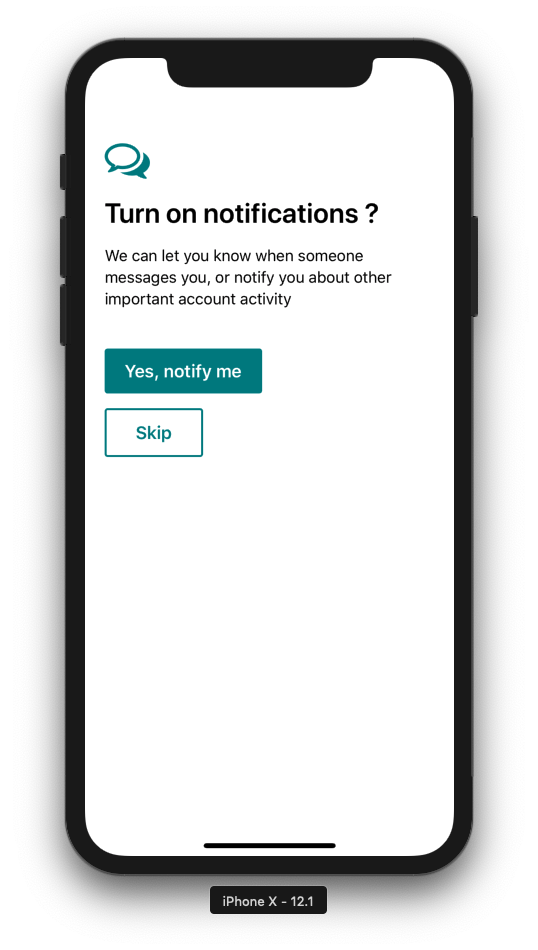 Turn on notifications ?
We can let you know when someone
messages you, or notify you about other
important account activity
Yes, notify me
Skip
iPhone X - 12.1